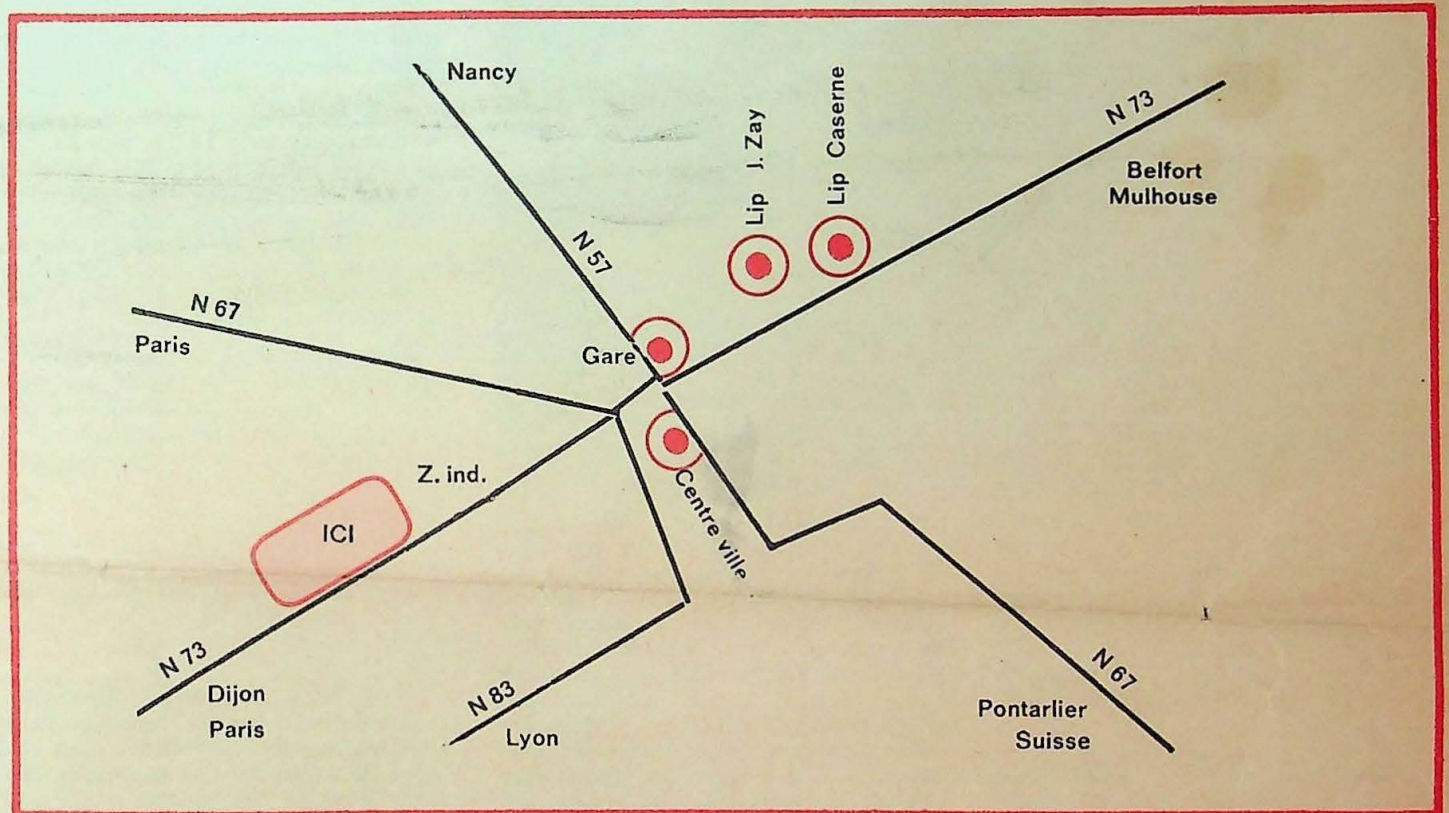 Nancy
Lip J. Zay
Lip Caserne
N 73
Belfort
Mulhouse
N 57
N 67
Paris
Gare
Z. ind.
Centre ville
ICI
N 73
Dijon
Paris
N 83
Lyon
N 67
Pontarlier
Suisse